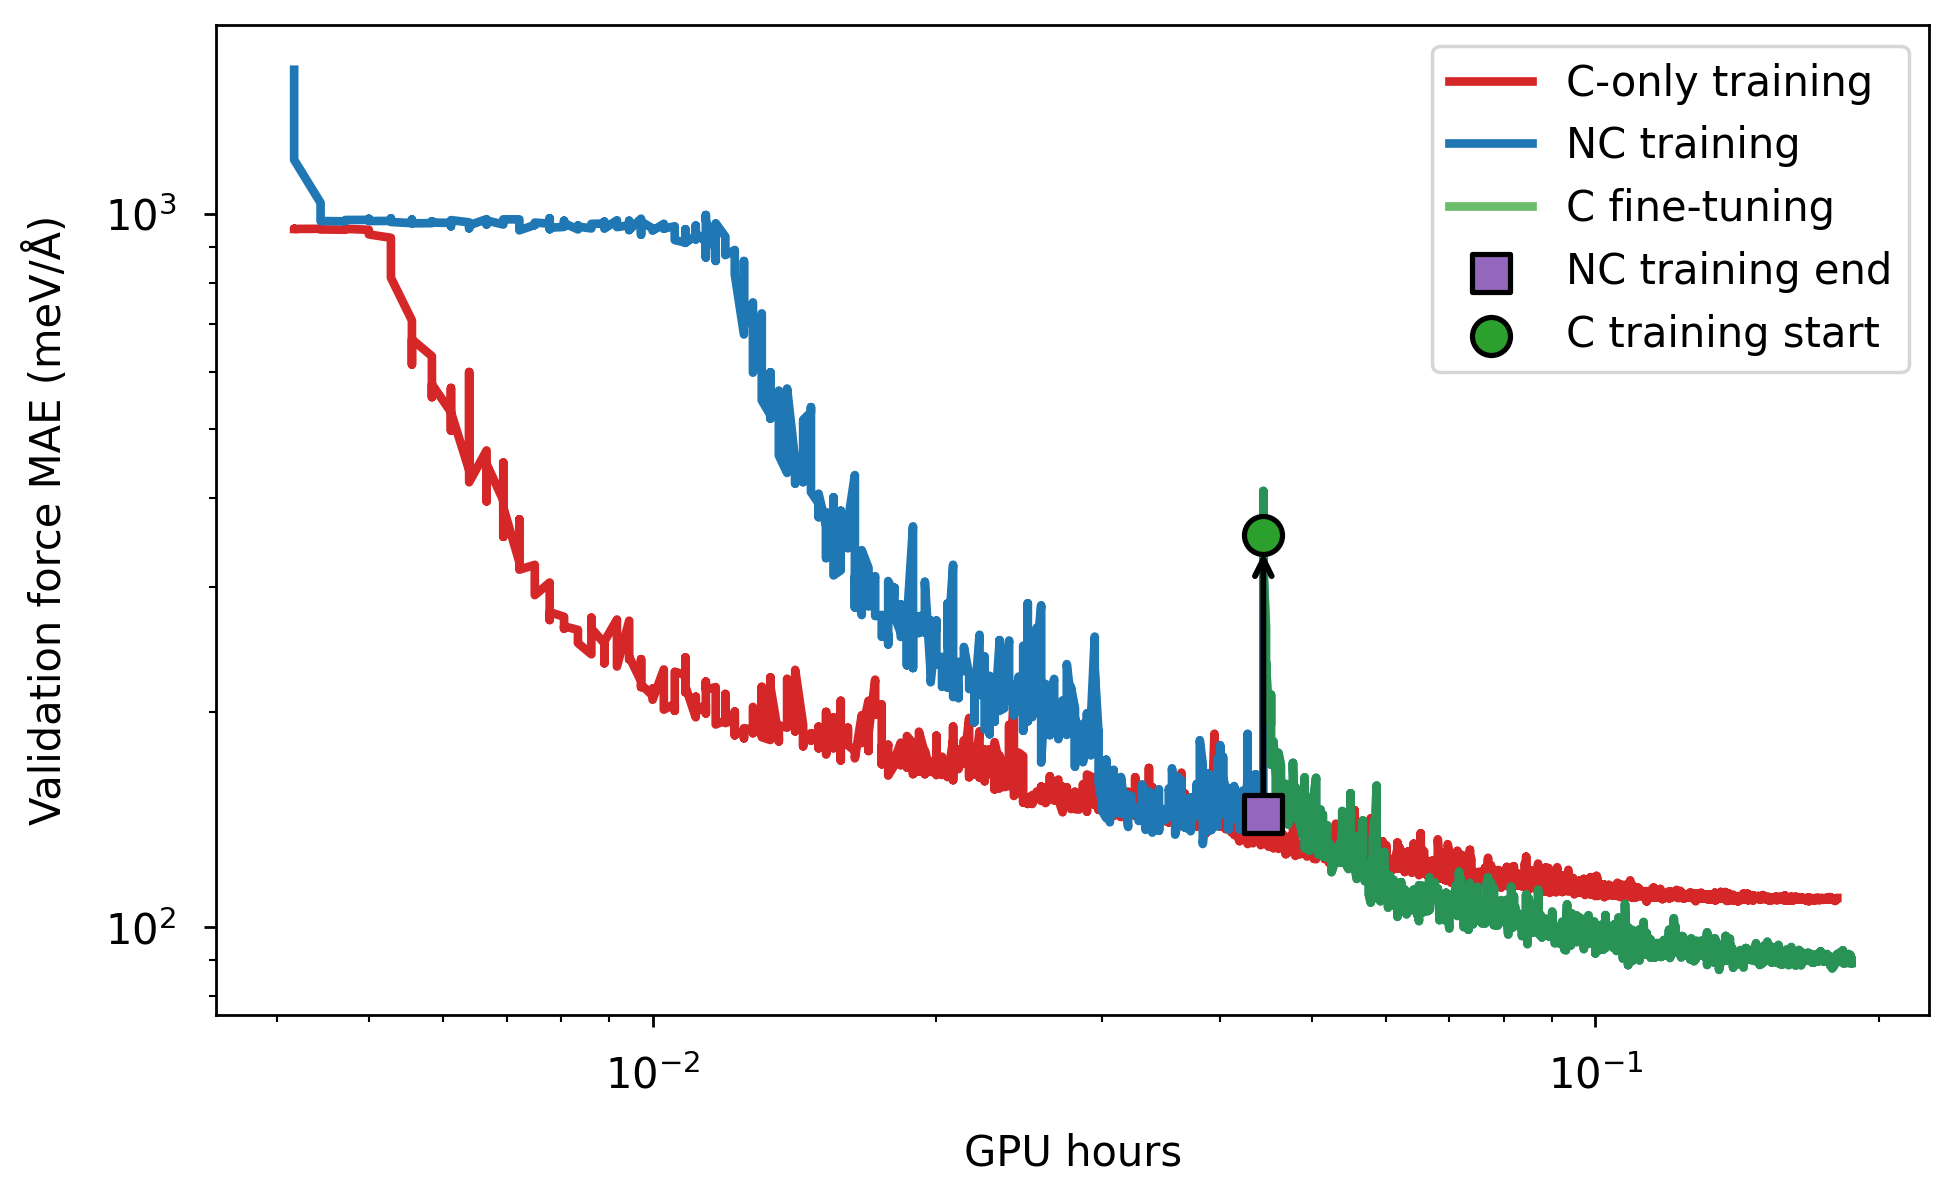 Validation force MAE (meV/Å)
10³
10²
10⁻²
10⁻¹
GPU hours
C-only training
NC training
C fine-tuning
NC training end
C training start